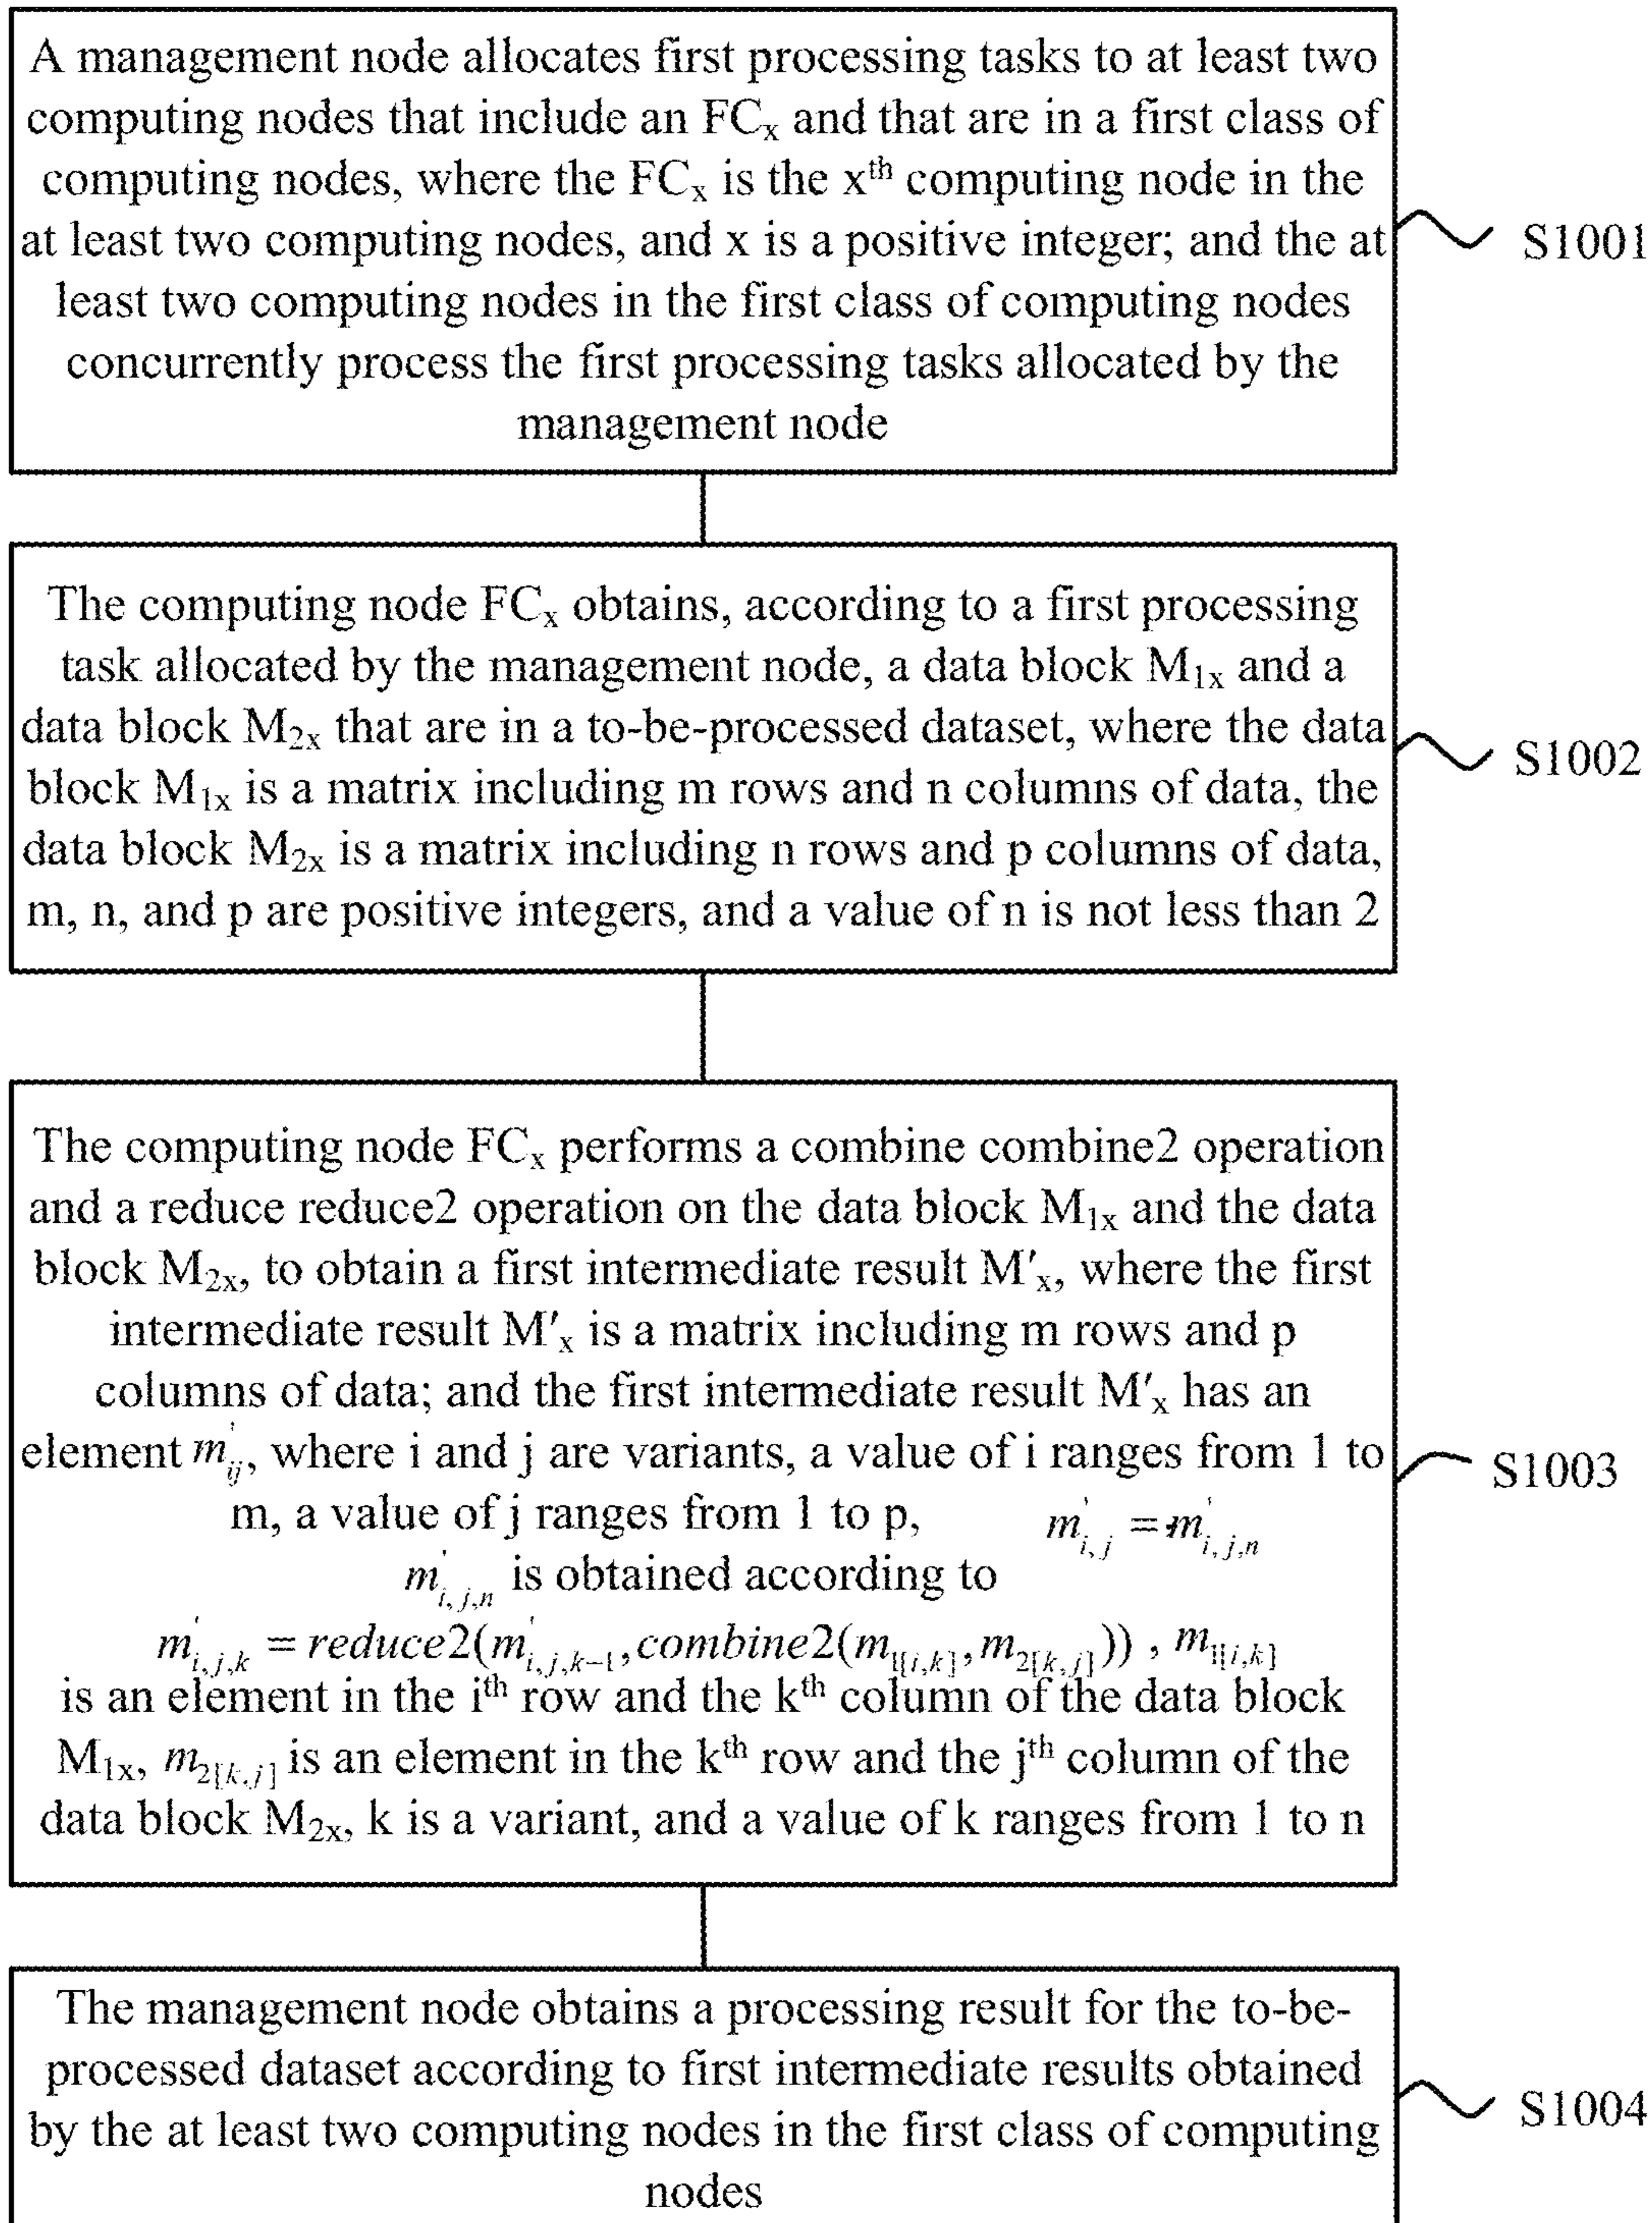 A management node allocates first processing tasks to at least two
computing nodes that include an FCₓ and that are in a first class of
computing nodes, where the FCₓ is the xᵗʰ computing node in the
at least two computing nodes, and x is a positive integer; and the at
least two computing nodes in the first class of computing nodes
concurrently process the first processing tasks allocated by the
management node
S1001
The computing node FCₓ obtains, according to a first processing
task allocated by the management node, a data block M₁ₓ and a
data block M₂ₓ that are in a to-be-processed dataset, where the data
block M₁ₓ is a matrix including m rows and n columns of data, the
data block M₂ₓ is a matrix including n rows and p columns of data,
m, n, and p are positive integers, and a value of n is not less than 2
S1002
The computing node FCₓ performs a combine combine2 operation
and a reduce reduce2 operation on the data block M₁ₓ and the data
block M₂ₓ, to obtain a first intermediate result M′ₓ, where the first
intermediate result M′ₓ is a matrix including m rows and p
columns of data; and the first intermediate result M′ₓ has an
element m'_{ij}, where i and j are variants, a value of i ranges from 1 to
m, a value of j ranges from 1 to p, m'_{i,j} = m'_{i,j,n}
m'_{i,j,n} is obtained according to
m'_{i,j,k} = reduce2(m'_{i,j,k-1}, combine2(m_{1[i,k]}, m_{2[k,j]})) , m_{1[i,k]}
is an element in the iᵗʰ row and the kᵗʰ column of the data block
M₁ₓ, m_{2[k,j]} is an element in the kᵗʰ row and the jᵗʰ column of the
data block M₂ₓ, k is a variant, and a value of k ranges from 1 to n
S1003
The management node obtains a processing result for the to-be-
processed dataset according to first intermediate results obtained
by the at least two computing nodes in the first class of computing
nodes
S1004